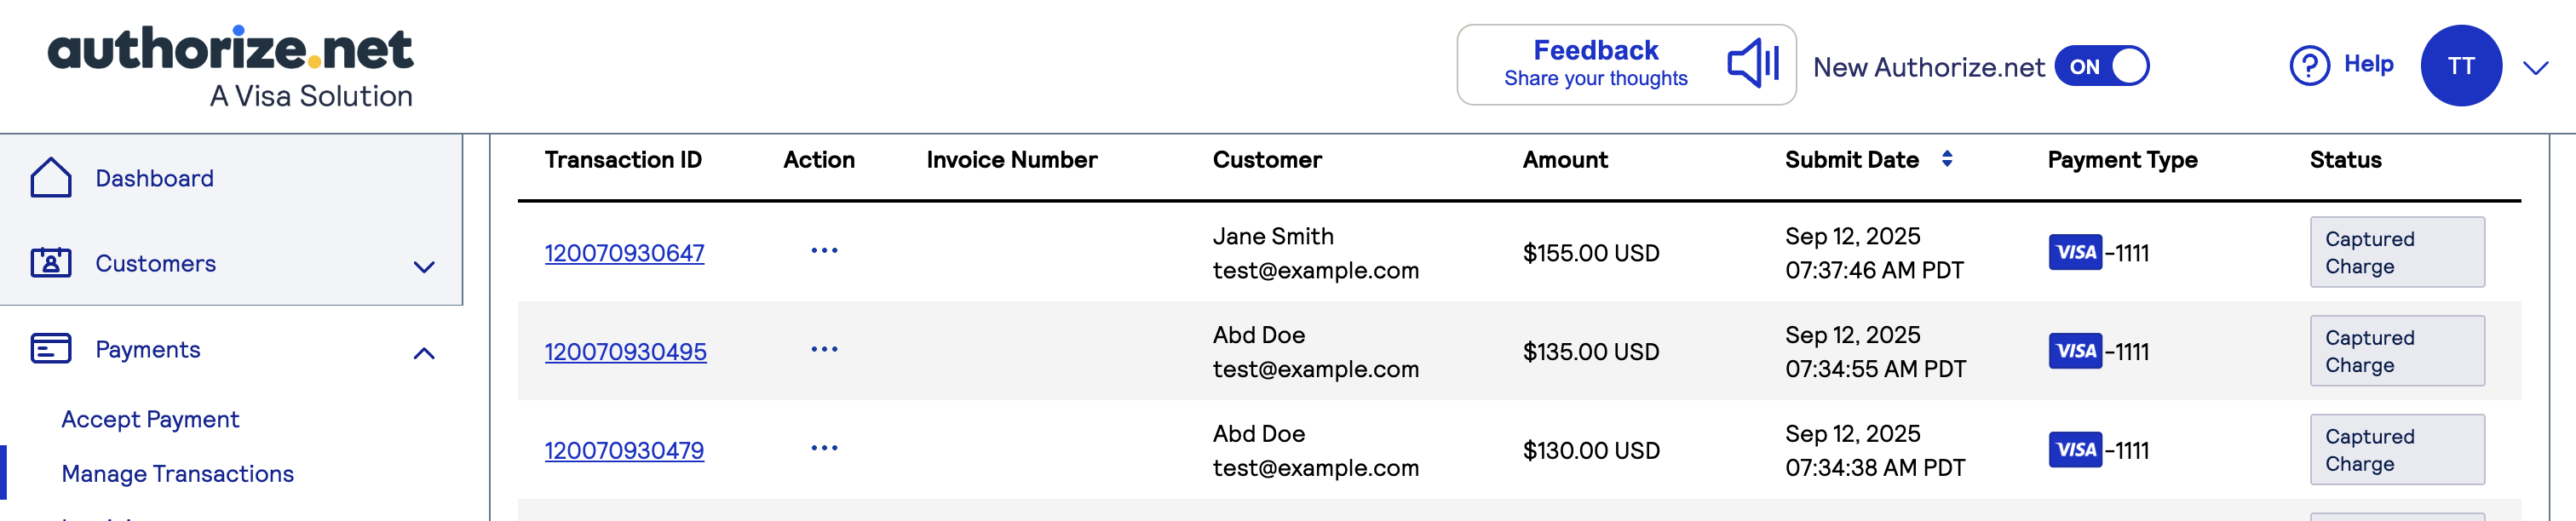 authorize.net
A Visa Solution
Feedback
Share your thoughts
New Authorize.net ON
Help
TT
Dashboard
Customers
Payments
Accept Payment
Manage Transactions
Transaction ID Action Invoice Number Customer Amount Submit Date Payment Type Status
120070930647 ... Jane Smith
test@example.com $155.00 USD Sep 12, 2025
07:37:46 AM PDT VISA -1111 Captured
Charge
120070930495 ... Abd Doe
test@example.com $135.00 USD Sep 12, 2025
07:34:55 AM PDT VISA -1111 Captured
Charge
120070930479 ... Abd Doe
test@example.com $130.00 USD Sep 12, 2025
07:34:38 AM PDT VISA -1111 Captured
Charge